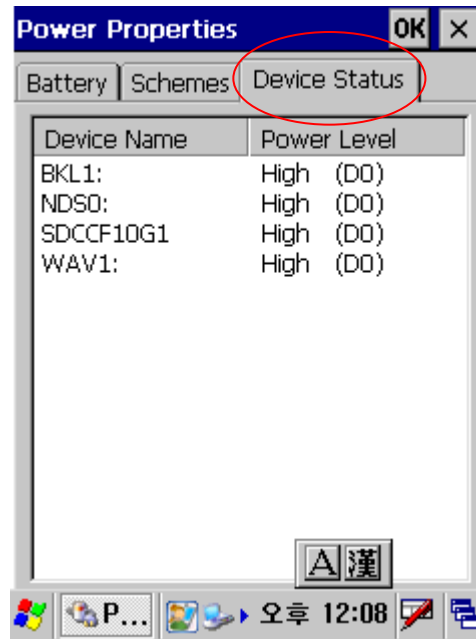 Power Properties OK ×
Battery Schemes Device Status
Device Name Power Level
BKL1: High (D0)
NDS0: High (D0)
SDCCF10G1 High (D0)
WAV1: High (D0)
A 漢
P... 오후 12:08